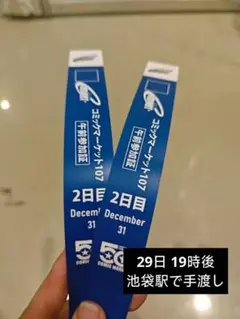 コミックマーケット107
午前参加証
2日目
December
31
50
コミックマーケット107
午前参加証
2日目
December
31
50
29日 19時後
池袋駅で手渡し